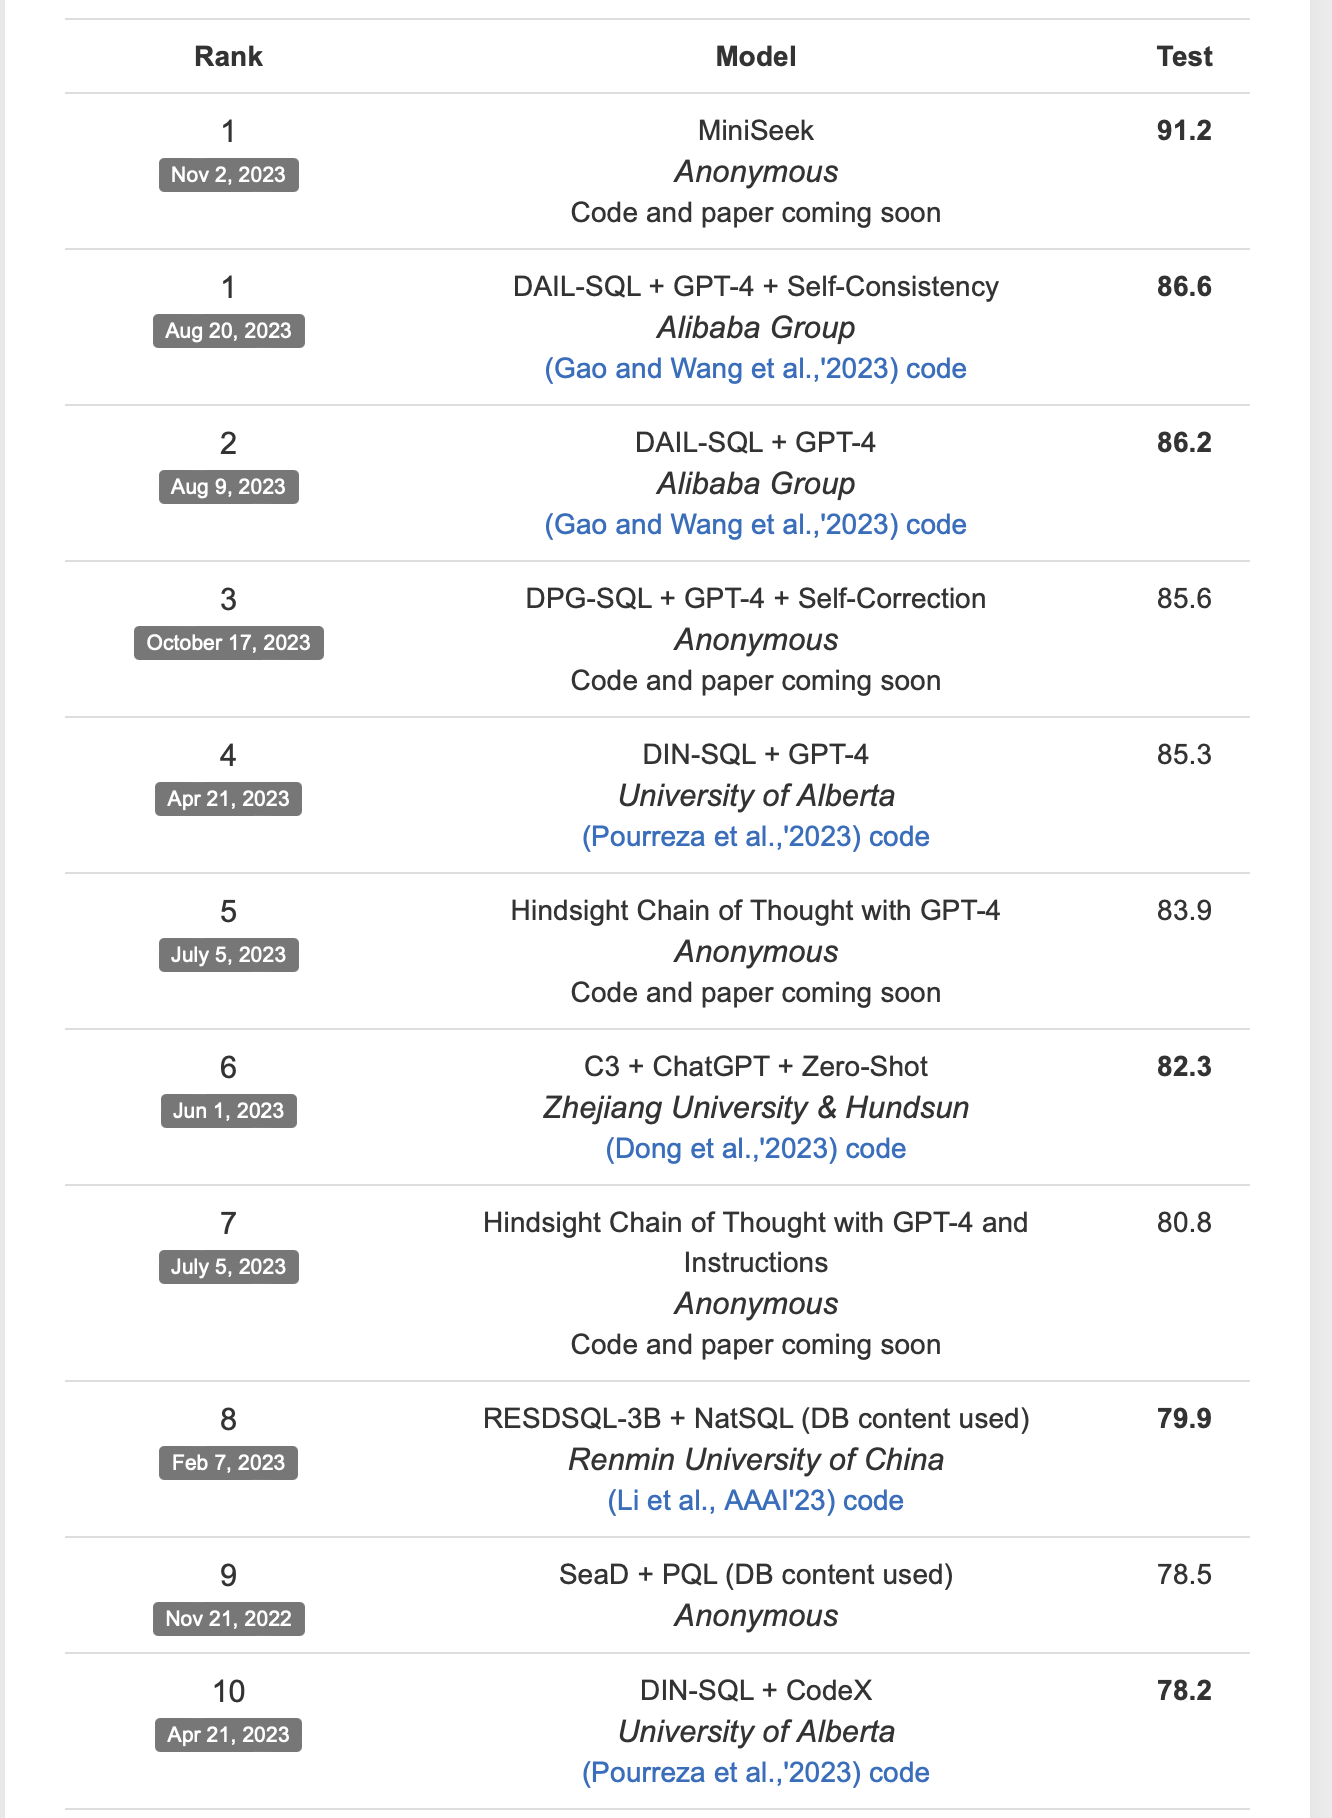 Rank Model Test
1 MiniSeek 91.2
Nov 2, 2023 Anonymous
Code and paper coming soon
1 DAIL-SQL + GPT-4 + Self-Consistency 86.6
Aug 20, 2023 Alibaba Group
(Gao and Wang et al.,'2023) code
2 DAIL-SQL + GPT-4 86.2
Aug 9, 2023 Alibaba Group
(Gao and Wang et al.,'2023) code
3 DPG-SQL + GPT-4 + Self-Correction 85.6
October 17, 2023 Anonymous
Code and paper coming soon
4 DIN-SQL + GPT-4 85.3
Apr 21, 2023 University of Alberta
(Pourreza et al.,'2023) code
5 Hindsight Chain of Thought with GPT-4 83.9
July 5, 2023 Anonymous
Code and paper coming soon
6 C3 + ChatGPT + Zero-Shot 82.3
Jun 1, 2023 Zhejiang University & Hundsun
(Dong et al.,'2023) code
7 Hindsight Chain of Thought with GPT-4 and 80.8
July 5, 2023 Instructions
Anonymous
Code and paper coming soon
8 RESDSQL-3B + NatSQL (DB content used) 79.9
Feb 7, 2023 Renmin University of China
(Li et al., AAAI'23) code
9 SeaD + PQL (DB content used) 78.5
Nov 21, 2022 Anonymous
10 DIN-SQL + CodeX 78.2
Apr 21, 2023 University of Alberta
(Pourreza et al.,'2023) code